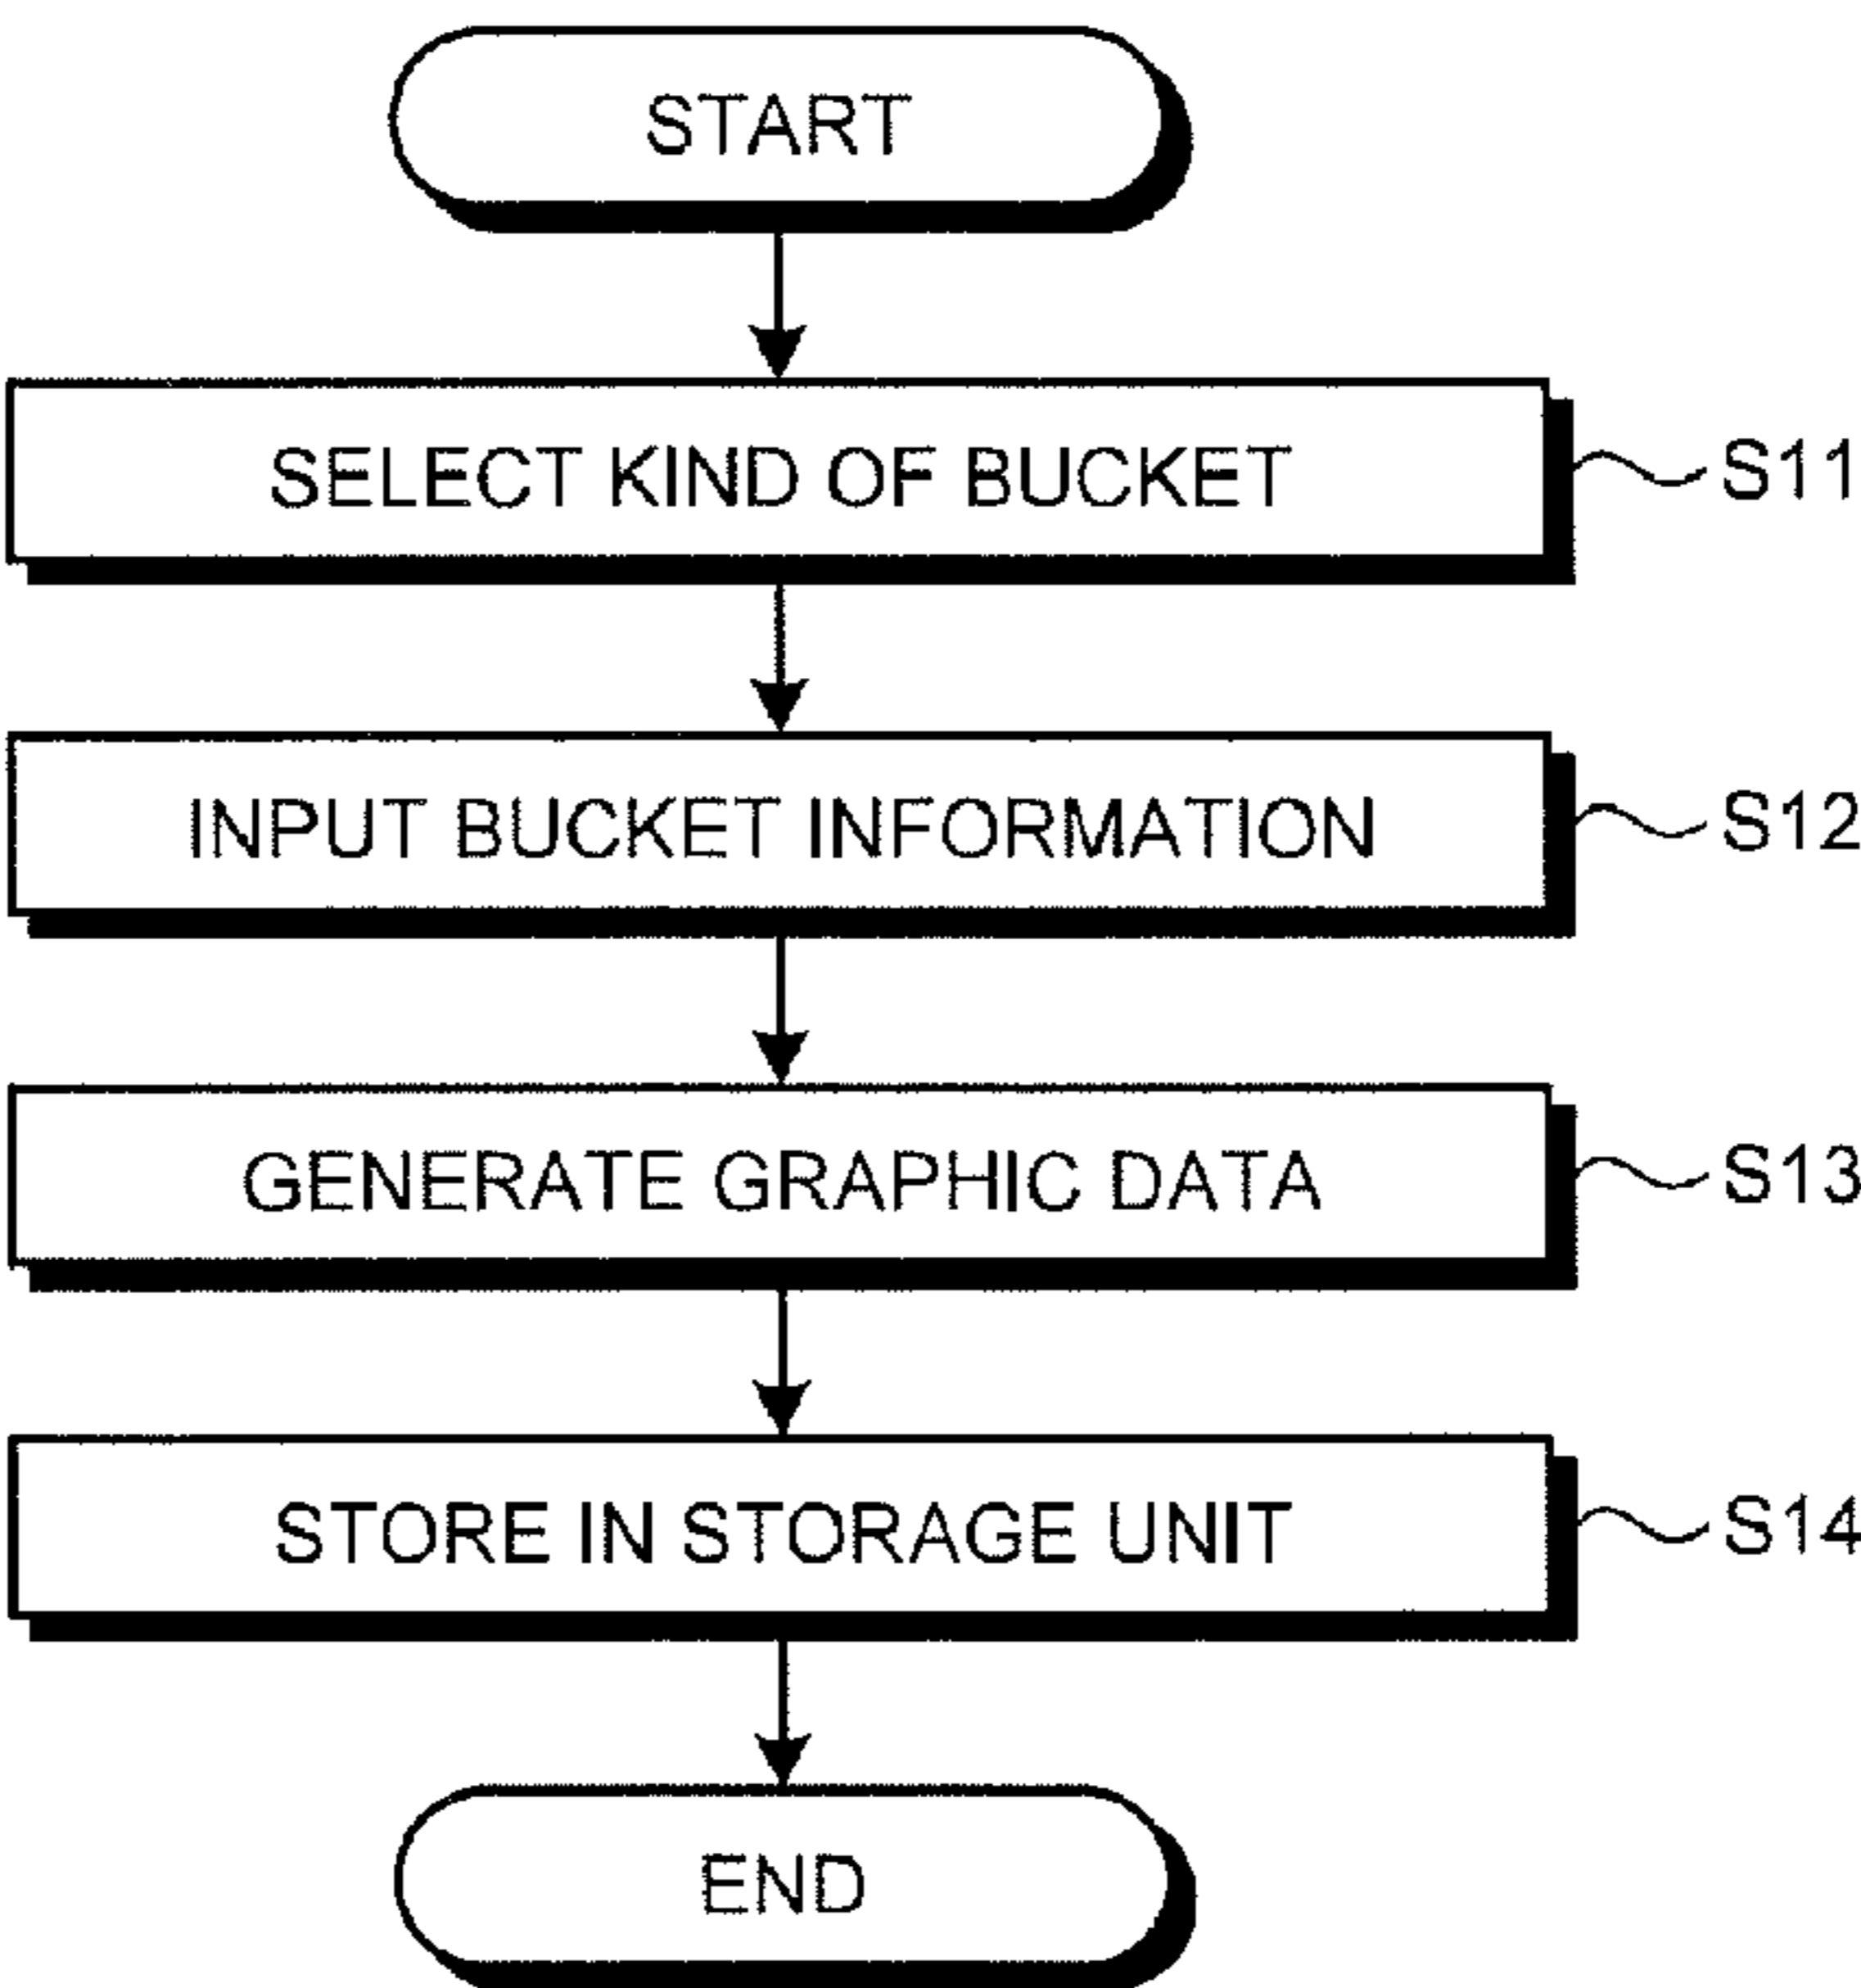 START
SELECT KIND OF BUCKET
S11
INPUT BUCKET INFORMATION
S12
GENERATE GRAPHIC DATA
S13
STORE IN STORAGE UNIT
S14
END